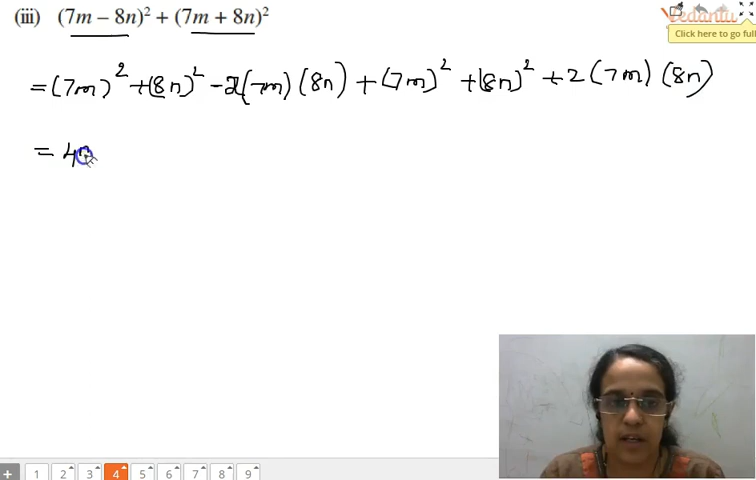 (iii) (7m – 8n)² + (7m + 8n)²
Vedantu
Click here to go full
= (7m)² + (8n)² - 2(7m) (8n) + (7m)² + (8n)² + 2 (7m) (8n)
= 4
+ 1 2 3 4 5 6 7 8 9